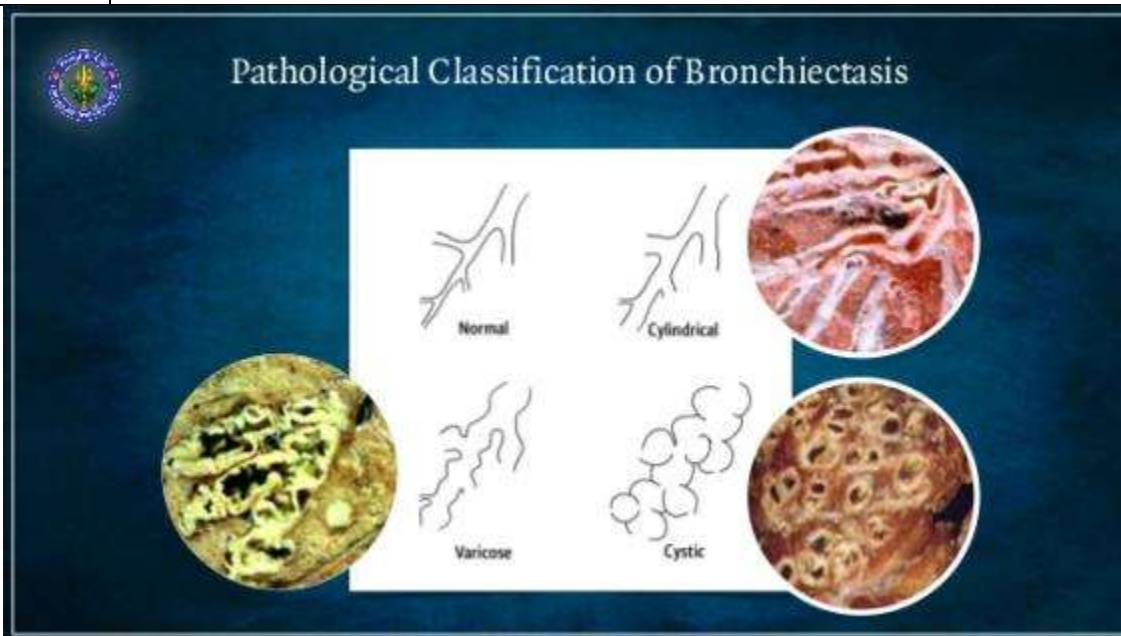 Pathological Classification of Bronchiectasis
Normal
Cylindrical
Varicose
Cystic